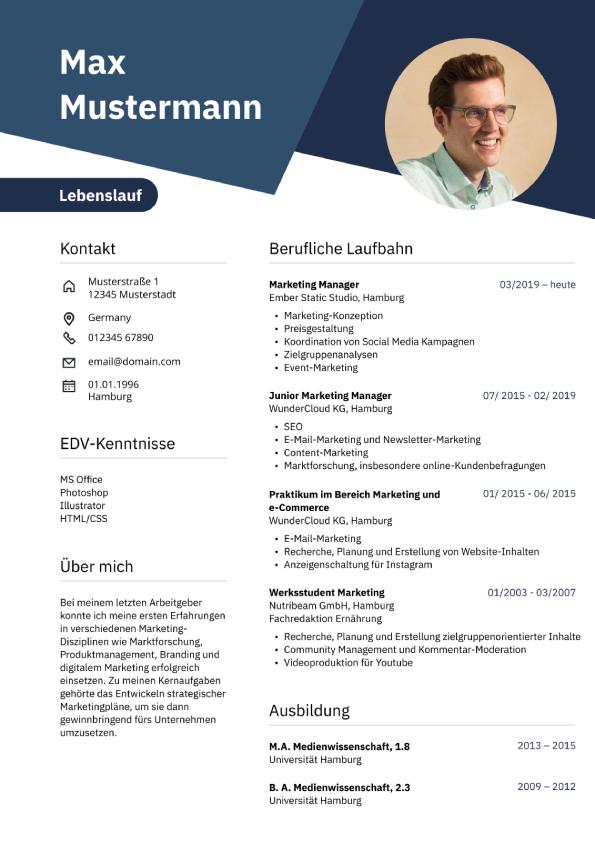 Max
Mustermann
Lebenslauf
Kontakt
Musterstraße 1
12345 Musterstadt
Germany
012345 67890
email@domain.com
01.01.1996
Hamburg
EDV-Kenntnisse
MS Office
Photoshop
Illustrator
HTML/CSS
Über mich
Bei meinem letzten Arbeitgeber
konnte ich meine ersten Erfahrungen
in verschiedenen Marketing-
Disziplinen wie Marktforschung,
Produktmanagement, Branding und
digitalem Marketing erfolgreich
einsetzen. Zu meinen Kernaufgaben
gehörte das Entwickeln strategischer
Marketingpläne, um sie dann
gewinnbringend fürs Unternehmen
umzusetzen.
Berufliche Laufbahn
Marketing Manager 03/2019 – heute
Ember Static Studio, Hamburg
• Marketing-Konzeption
• Preisgestaltung
• Koordination von Social Media Kampagnen
• Zielgruppenanalysen
• Event-Marketing
Junior Marketing Manager 07/ 2015 - 02/ 2019
WunderCloud KG, Hamburg
• SEO
• E-Mail-Marketing und Newsletter-Marketing
• Content-Marketing
• Marktforschung, insbesondere online-Kundenbefragungen
Praktikum im Bereich Marketing und 01/ 2015 - 06/ 2015
e-Commerce
WunderCloud KG, Hamburg
• E-Mail-Marketing
• Recherche, Planung und Erstellung von Website-Inhalten
• Anzeigenschaltung für Instagram
Werksstudent Marketing 01/2003 - 03/2007
Nutribeam GmbH, Hamburg
Fachredaktion Ernährung
• Recherche, Planung und Erstellung zielgruppenorientierter Inhalte
• Community Management und Kommentar-Moderation
• Videoproduktion für Youtube
Ausbildung
M.A. Medienwissenschaft, 1.8 2013 – 2015
Universität Hamburg
B. A. Medienwissenschaft, 2.3 2009 – 2012
Universität Hamburg